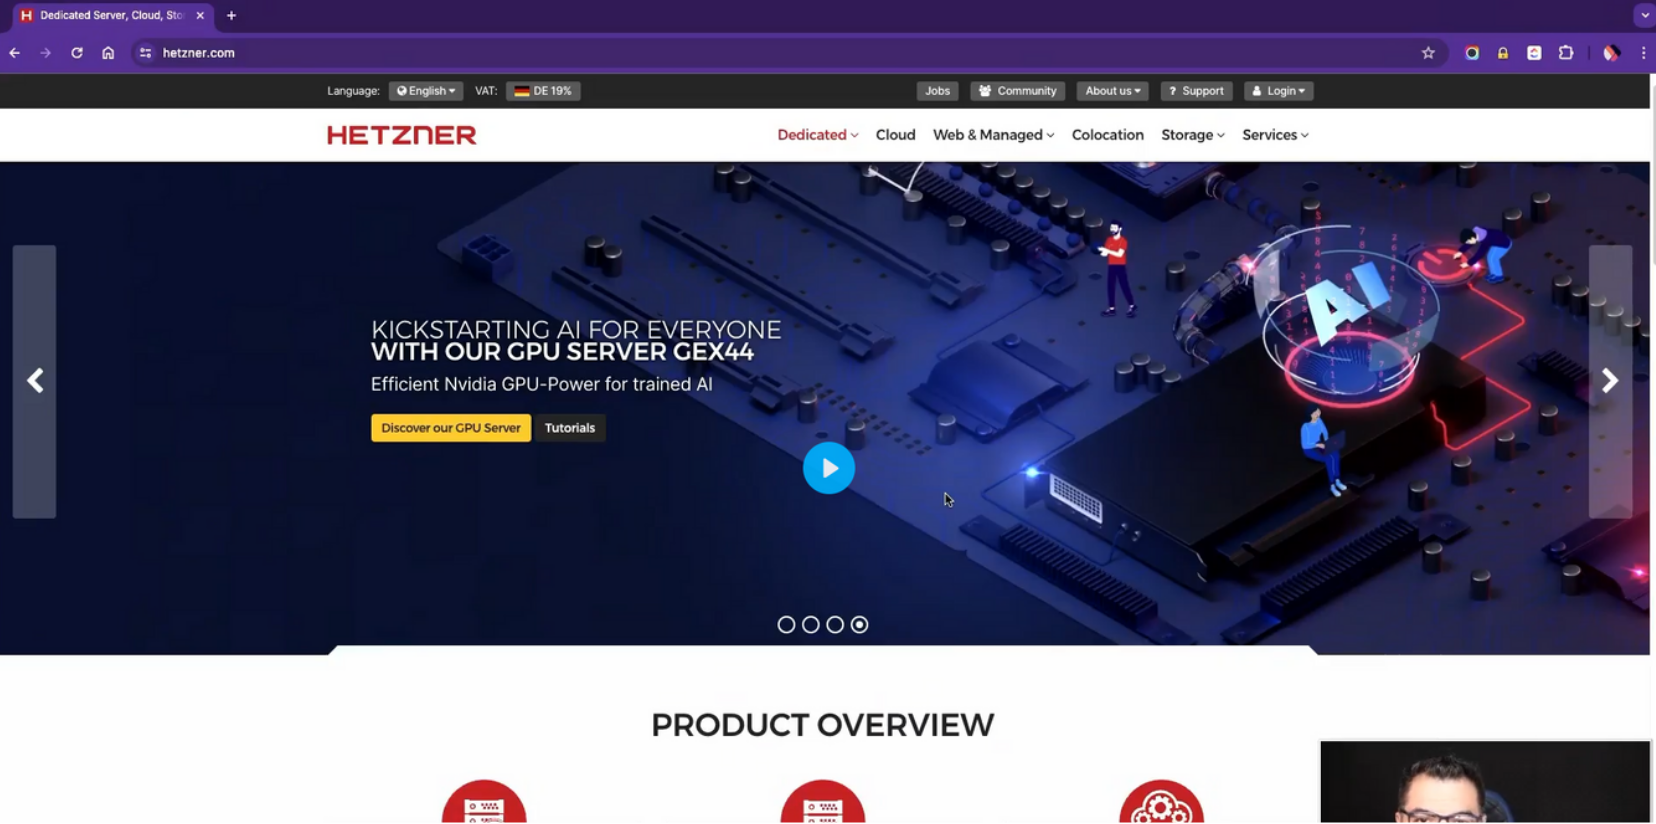 Dedicated Server, Cloud, Sto
hetzner.com
Language: English VAT: DE 19% Jobs Community About us ? Support Login
HETZNER Dedicated Cloud Web & Managed Colocation Storage Services
KICKSTARTING AI FOR EVERYONE
WITH OUR GPU SERVER GEX44
Efficient Nvidia GPU-Power for trained AI
Discover our GPU Server Tutorials
AI
PRODUCT OVERVIEW